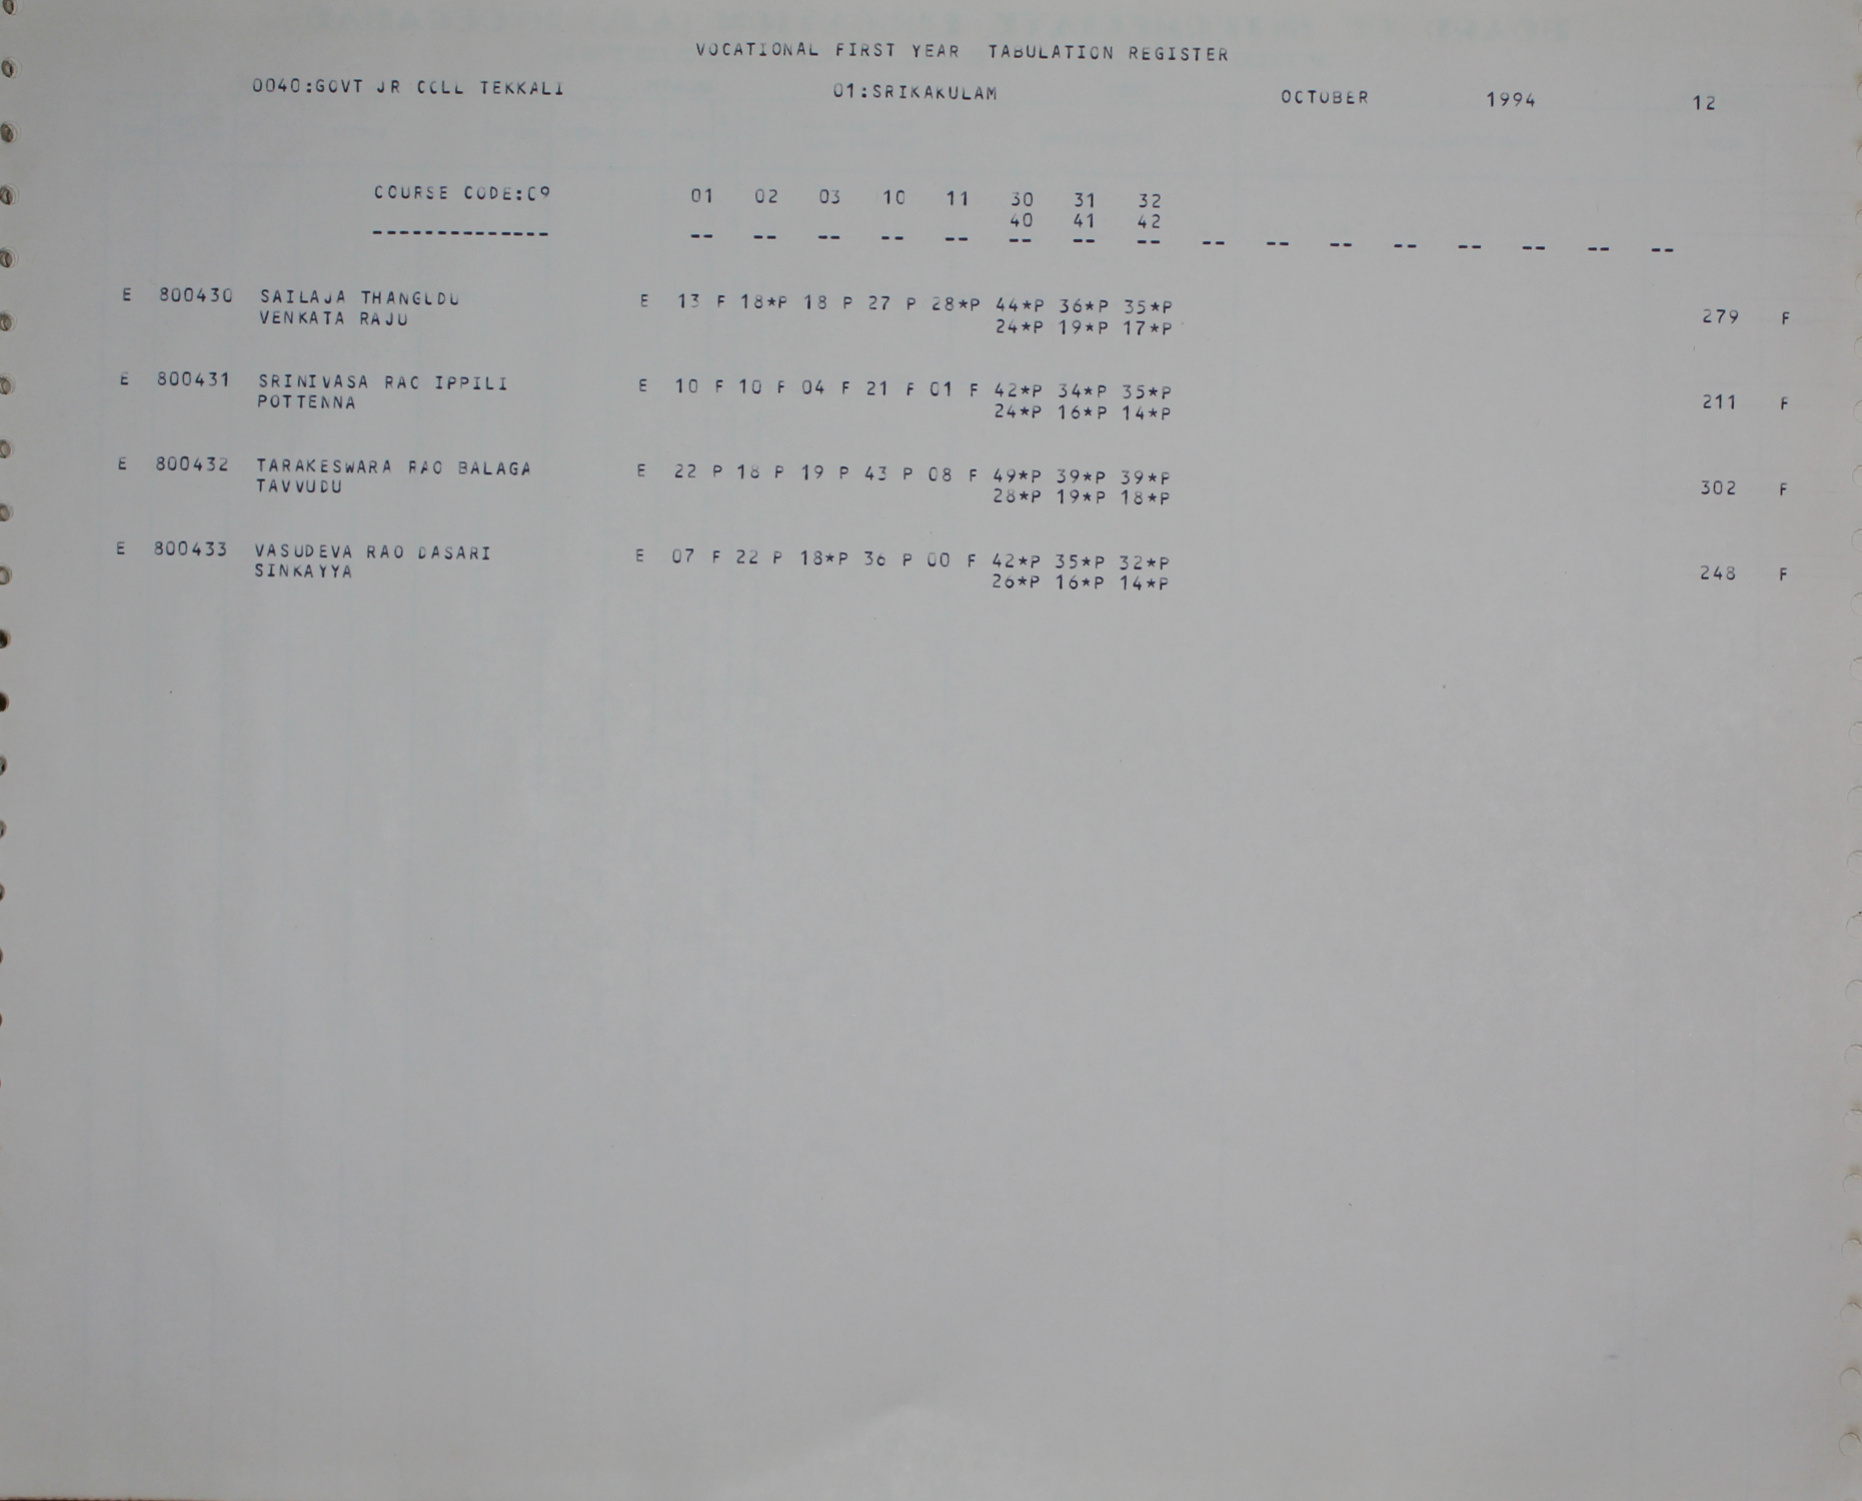 VOCATIONAL FIRST YEAR TABULATION REGISTER
0040:GOVT JR COLL TEKKALI 01:SRIKAKULAM OCTOBER 1994 12
COURSE CODE:C9 01 02 03 10 11 30 31 32
40 41 42
-------------- -- -- -- -- -- -- -- -- -- -- -- -- -- -- -- --
E 800430 SAILAJA THANGUDU E 13 F 18*P 18 P 27 P 28*P 44*P 36*P 35*P
VENKATA RAJU 24*P 19*P 17*P 279 F
E 800431 SRINIVASA RAO IPPILI E 10 F 10 F 04 F 21 F 01 F 42*P 34*P 35*P
POTTENNA 24*P 16*P 14*P 211 F
E 800432 TARAKESWARA RAO BALAGA E 22 P 18 P 19 P 43 P 08 F 49*P 39*P 39*P
TAVVUDU 28*P 19*P 18*P 302 F
E 800433 VASUDEVA RAO DASARI E 07 F 22 P 18*P 36 P 00 F 42*P 35*P 32*P
SINKAYYA 26*P 16*P 14*P 248 F